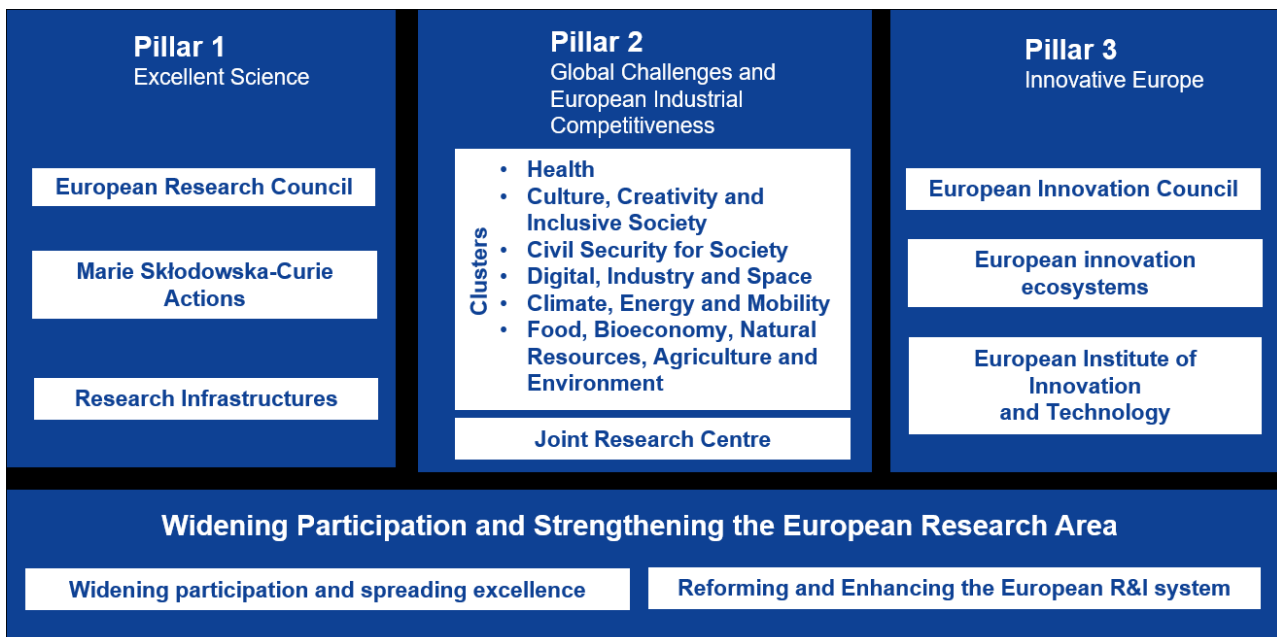 Pillar 1
Excellent Science
European Research Council
Marie Skłodowska-Curie
Actions
Research Infrastructures
Pillar 2
Global Challenges and
European Industrial
Competitiveness
Clusters
• Health
• Culture, Creativity and
Inclusive Society
• Civil Security for Society
• Digital, Industry and Space
• Climate, Energy and Mobility
• Food, Bioeconomy, Natural
Resources, Agriculture and
Environment
Joint Research Centre
Pillar 3
Innovative Europe
European Innovation Council
European innovation
ecosystems
European Institute of
Innovation
and Technology
Widening Participation and Strengthening the European Research Area
Widening participation and spreading excellence
Reforming and Enhancing the European R&I system